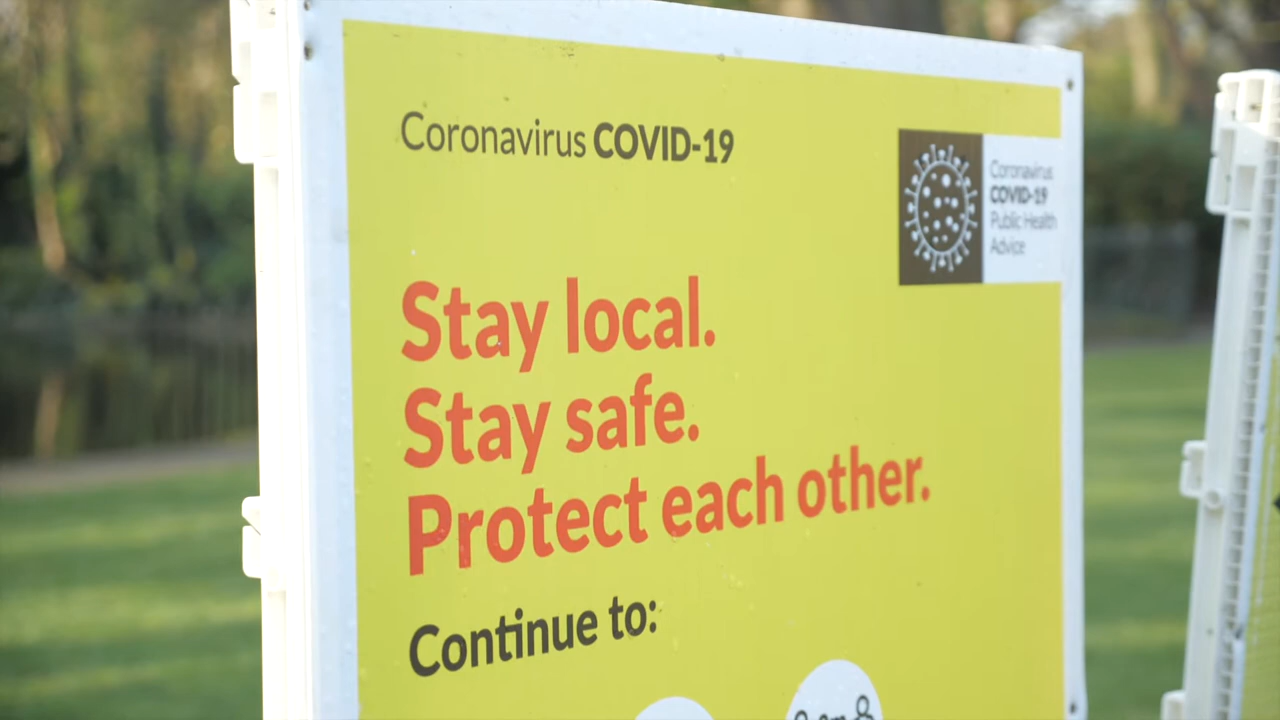 Coronavirus COVID-19
Coronavirus
COVID-19
Public Health
Advice
Stay local.
Stay safe.
Protect each other.
Continue to: